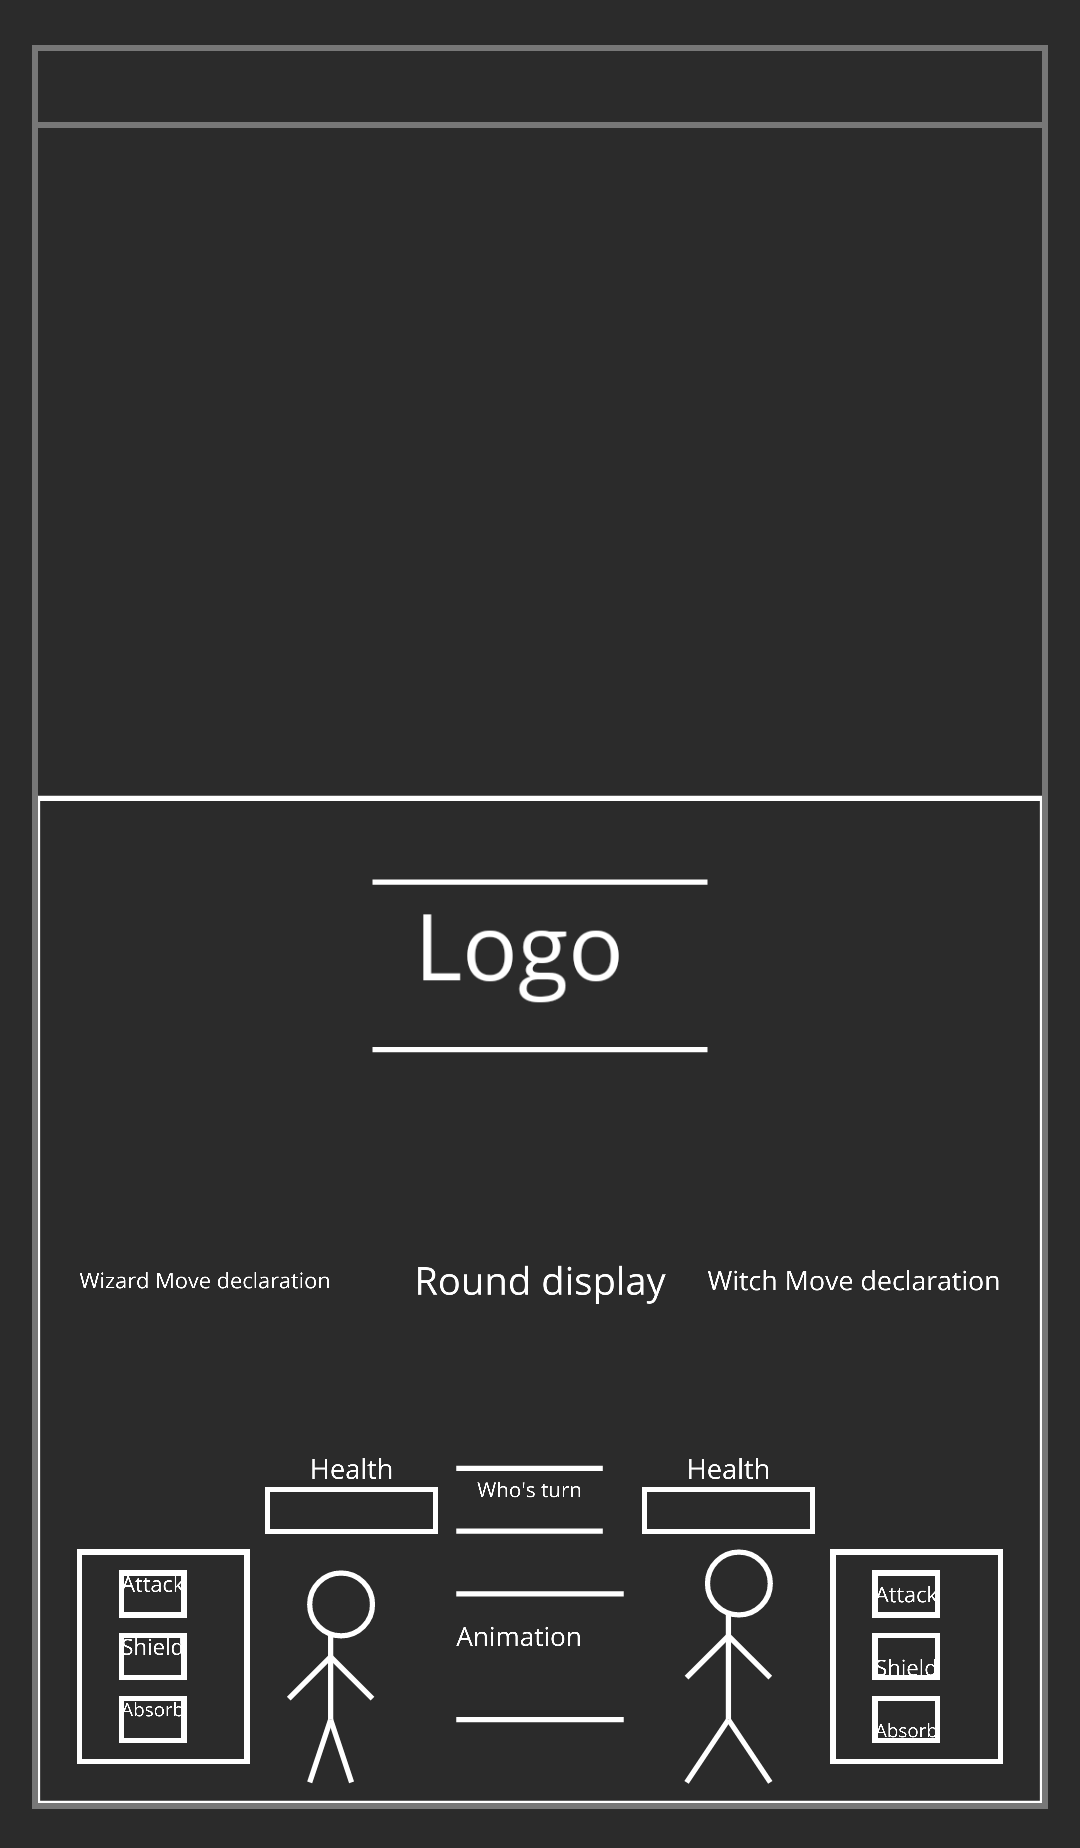 Logo
Wizard Move declaration
Round display
Witch Move declaration
Health
Who's turn
Health
Attack
Shield
Absorb
Animation
Attack
Shield
Absorb